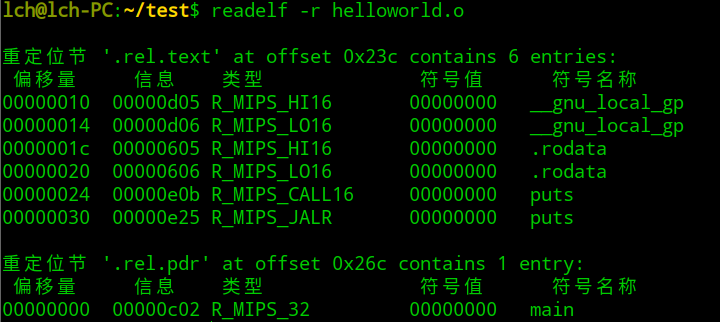 lch@lch-PC:~/test$ readelf -r helloworld.o
重定位节 '.rel.text' at offset 0x23c contains 6 entries:
偏移量 信息 类型 符号值 符号名称
00000010 00000d05 R_MIPS_HI16 00000000 __gnu_local_gp
00000014 00000d06 R_MIPS_LO16 00000000 __gnu_local_gp
0000001c 00000605 R_MIPS_HI16 00000000 .rodata
00000020 00000606 R_MIPS_LO16 00000000 .rodata
00000024 00000e0b R_MIPS_CALL16 00000000 puts
00000030 00000e25 R_MIPS_JALR 00000000 puts
重定位节 '.rel.pdr' at offset 0x26c contains 1 entry:
偏移量 信息 类型 符号值 符号名称
00000000 00000c02 R_MIPS_32 00000000 main